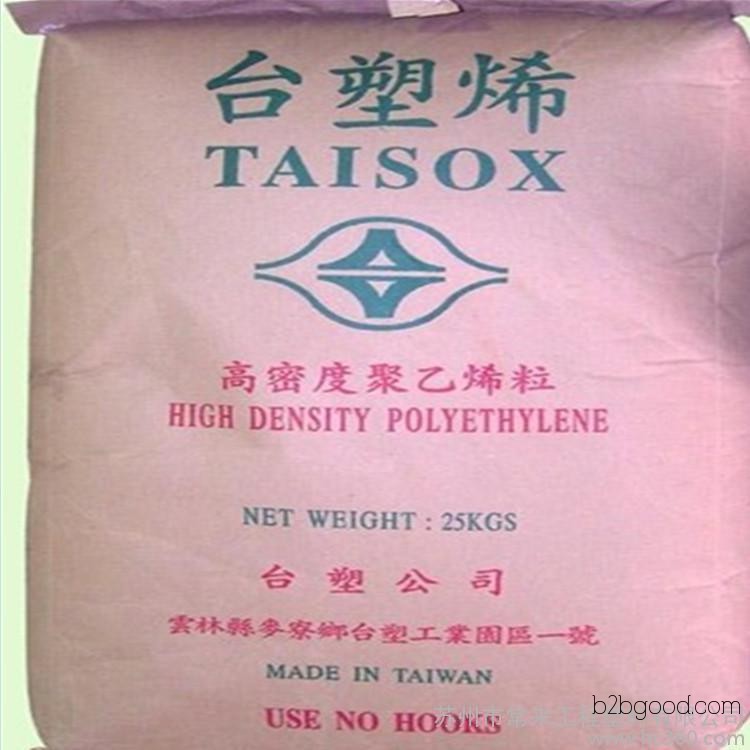 台塑烯
TAISOX
高密度聚乙烯粒
HIGH DENSITY POLYETHYLENE
NET WEIGHT : 25KGS
台塑公司
雲林縣麥寮鄉台塑工業園區一號
MADE IN TAIWAN
USE NO HOOKS
b2bgood.com